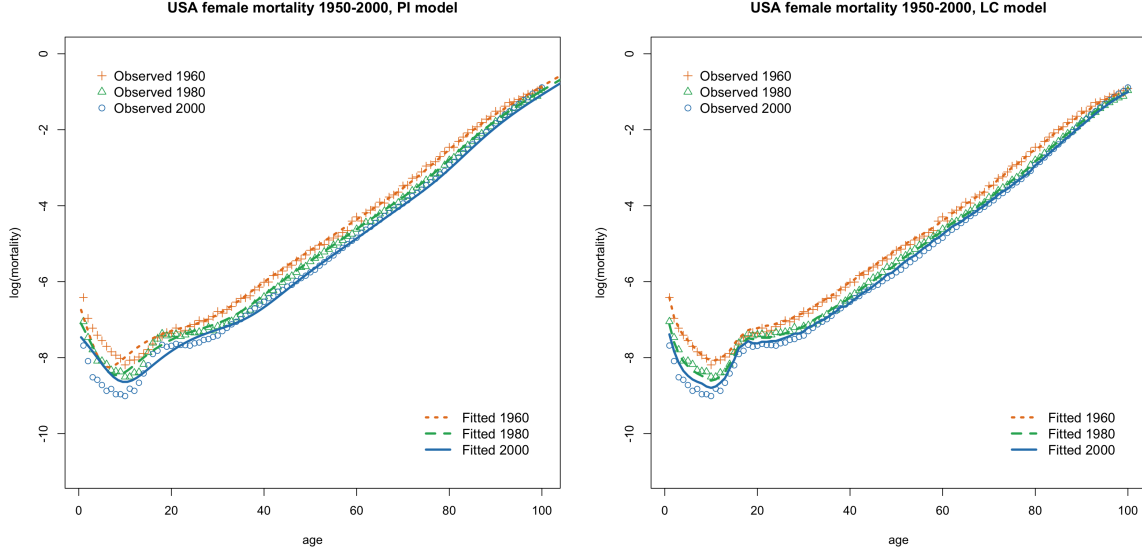 USA female mortality 1950-2000, PI model
0
-2
-4
-6
-8
-10
log(mortality)
Observed 1960
Observed 1980
Observed 2000
Fitted 1960
Fitted 1980
Fitted 2000
0 20 40 60 80 100
age
USA female mortality 1950-2000, LC model
0
-2
-4
-6
-8
-10
log(mortality)
Observed 1960
Observed 1980
Observed 2000
Fitted 1960
Fitted 1980
Fitted 2000
0 20 40 60 80 100
age